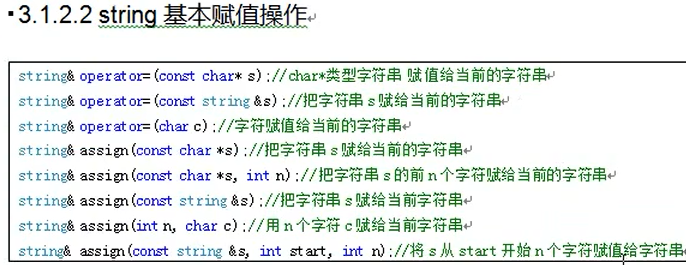 ▪3.1.2.2 string 基本赋值操作
string& operator=(const char* s);//char*类型字符串 赋值给当前的字符串
string& operator=(const string &s);//把字符串 s 赋给当前的字符串
string& operator=(char c);//字符赋值给当前的字符串
string& assign(const char *s);//把字符串 s 赋给当前的字符串
string& assign(const char *s, int n);//把字符串 s 的前 n 个字符赋给当前的字符串
string& assign(const string &s);//把字符串 s 赋给当前字符串
string& assign(int n, char c);//用 n 个字符 c 赋给当前字符串
string& assign(const string &s, int start, int n);//将 s 从 start 开始 n 个字符赋值给字符串